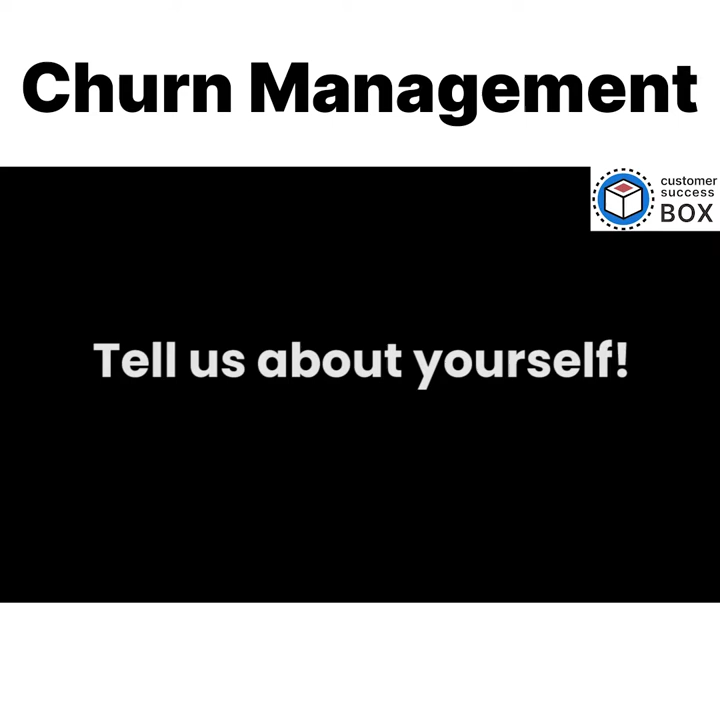 Churn Management
customer
success
BOX
Tell us about yourself!